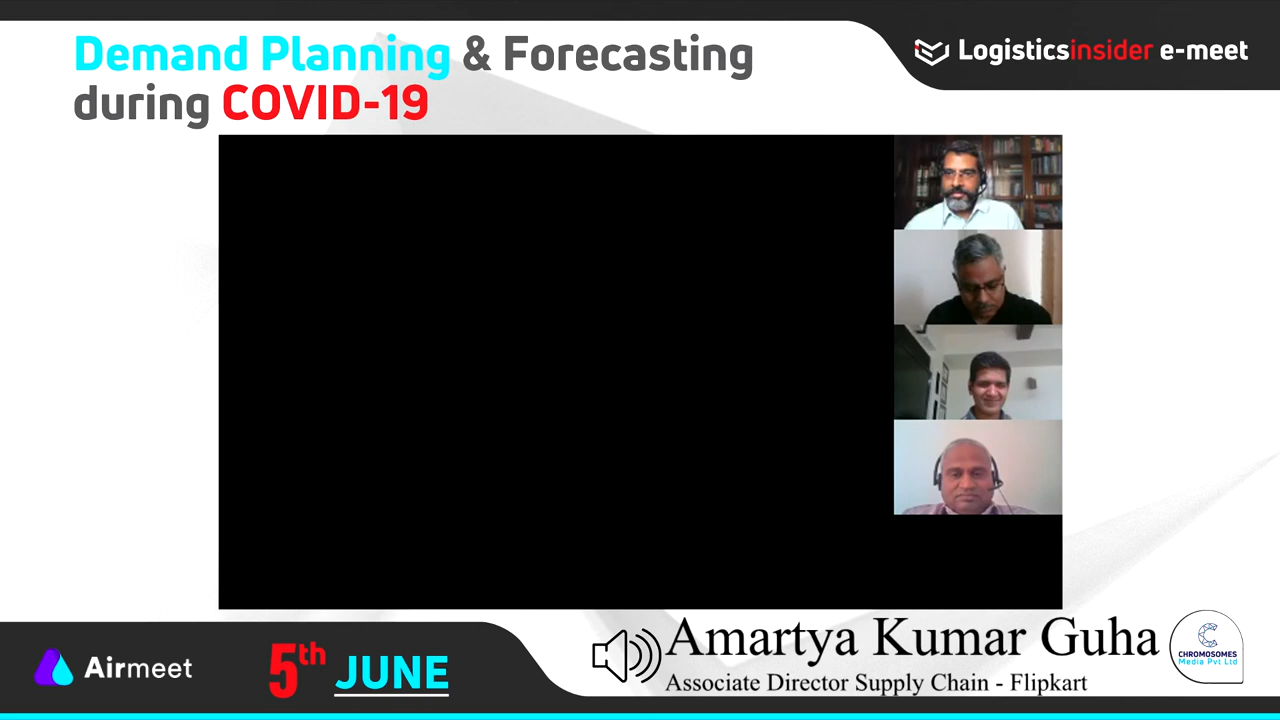 Demand Planning & Forecasting
during COVID-19
Logisticsinsider e-meet
Airmeet
5th JUNE
Amartya Kumar Guha
Associate Director Supply Chain - Flipkart
CHROMOSOMES
Media Pvt Ltd